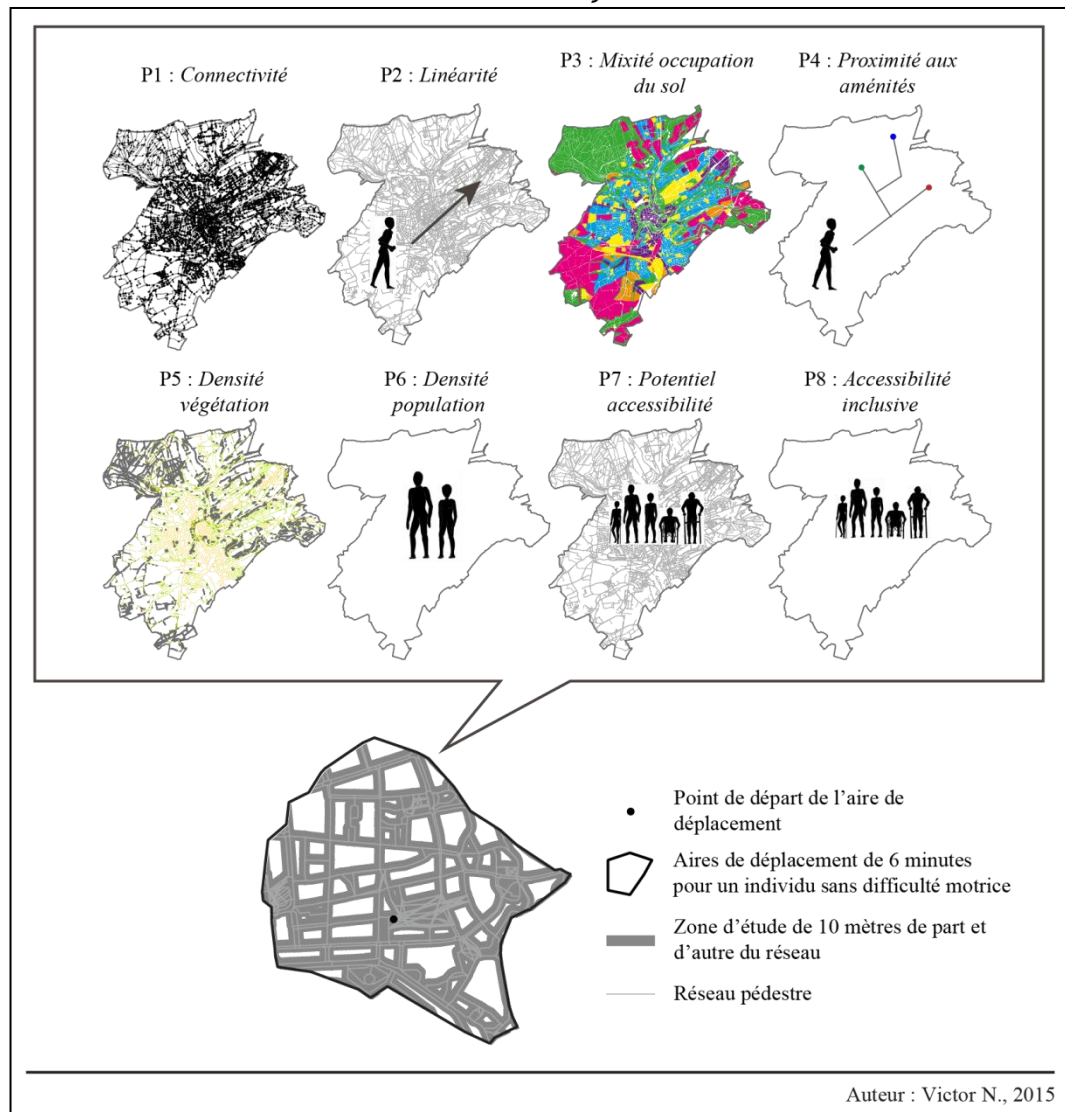 P1 : Connectivité
P2 : Linéarité
P3 : Mixité occupation
du sol
P4 : Proximité aux
aménités
P5 : Densité
végétation
P6 : Densité
population
P7 : Potentiel
accessibilité
P8 : Accessibilité
inclusive
Point de départ de l’aire de
déplacement
Aires de déplacement de 6 minutes
pour un individu sans difficulté motrice
Zone d’étude de 10 mètres de part et
d’autre du réseau
Réseau pédestre
Auteur : Victor N., 2015